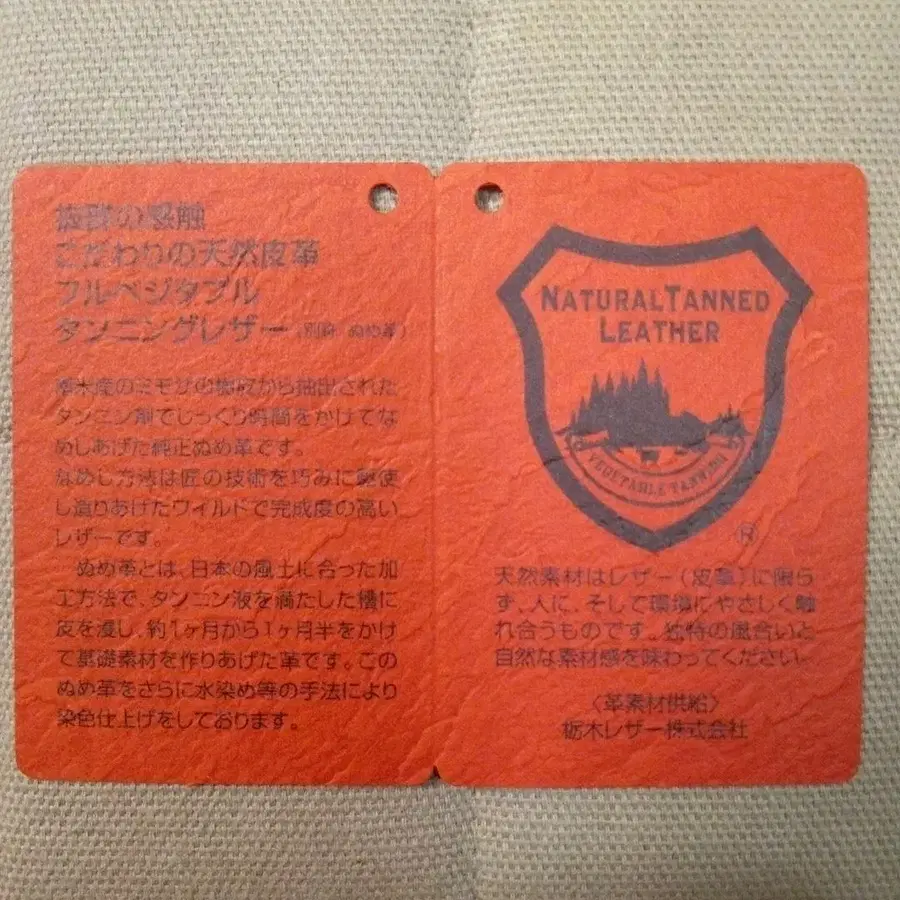 抜群の感触
こだわりの天然皮革
フルベジタブル
タンニングレザー(別称 ぬめ革)
南米産のミモザの樹皮から抽出された
タンニン剤でじっくり時間をかけてな
めしあげた純正ぬめ革です。
なめし方法は匠の技術を巧みに駆使
し造りあげたワイルドで完成度の高い
レザーです。
ぬめ革とは、日本の風土に合った加
工方法で、タンニン液を満たした槽に
皮を浸し、約1ヶ月から1ヶ月半をかけ
て基礎素材を作りあげた革です。この
ぬめ革をさらに水染め等の手法により
染色仕上げをしております。
NATURAL TANNED
LEATHER
VEGETABLE TANNING
®
天然素材はレザー(皮革)に限ら
ず、人に、そして環境にやさしく触
れ合うものです。独特の風合いと
自然な素材感を味わってください。
〈革素材供給〉
栃木レザー株式会社